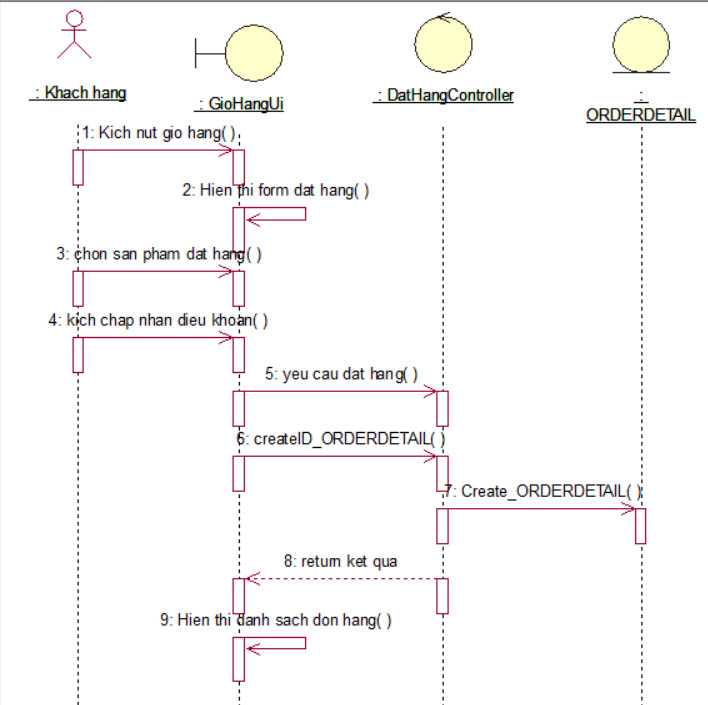 : Khach hang
: GioHangUi
: DatHangController
:
ORDERDETAIL
1: Kich nut gio hang( )
2: Hien thi form dat hang( )
3: chon san pham dat hang( )
4: kich chap nhan dieu khoan( )
5: yeu cau dat hang( )
6: createID_ORDERDETAIL( )
7: Create_ORDERDETAIL( )
8: return ket qua
9: Hien thi danh sach don hang( )